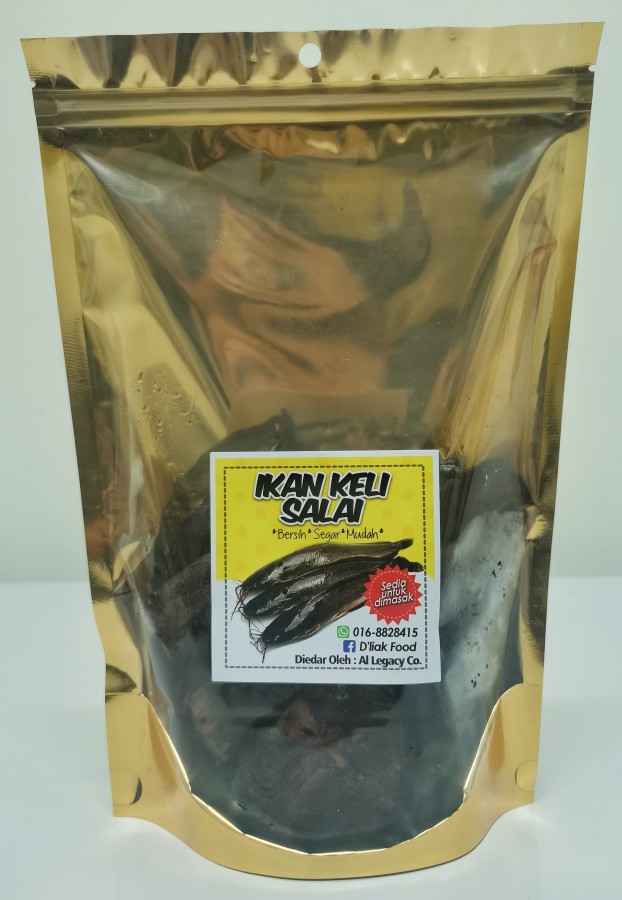 IKAN KELI
SALAI
*Bersih*Segar*Mudah*
Sedia
untuk
dimasak
016-8828415
D'liak Food
Diedar Oleh : Al Legacy Co.